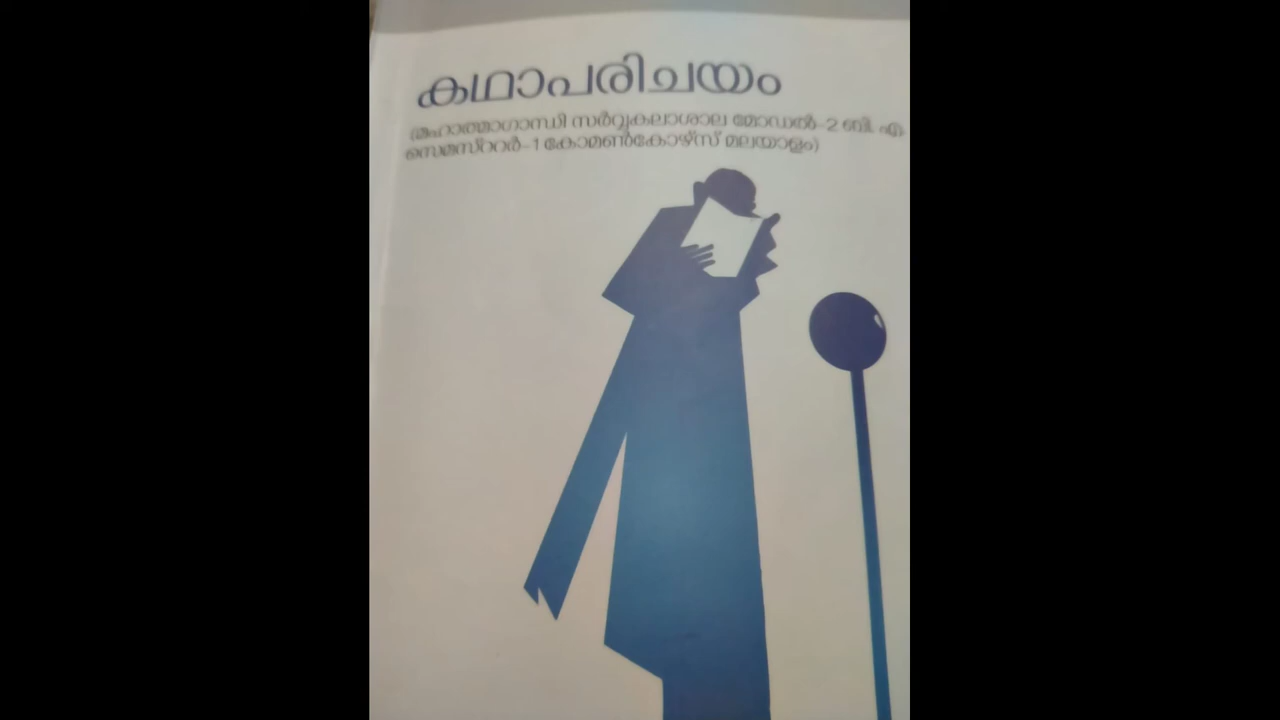 കഥാപരിചയം
(മഹാത്മാഗാന്ധി സർവ്വകലാശാല മോഡൽ-2 ബി. എ.
സെമസ്റ്റർ-1 കോമൺകോഴ്സ് മലയാളം)